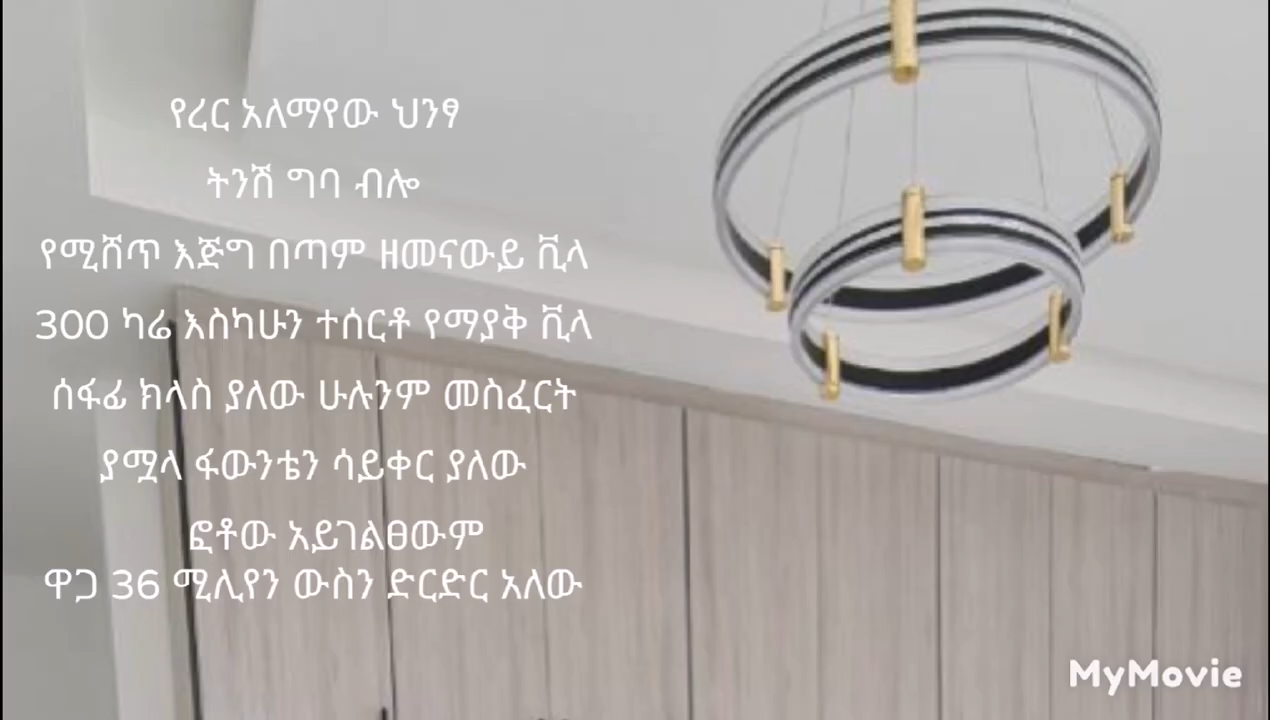 የረር አለማየው ህንፃ
ትንሽ ግባ ብሎ
የሚሸጥ እጅግ በጣም ዘመናውይ ቪላ
300 ካሬ እስካሁን ተሰርቶ የማያቅ ቪላ
ሰፋፊ ክላስ ያለው ሁሉንም መስፈርት
ያሟላ ፋውንቴን ሳይቀር ያለው
ፎቶው አይገልፀውም
ዋጋ 36 ሚሊየን ውስን ድርድር አለው
MyMovie